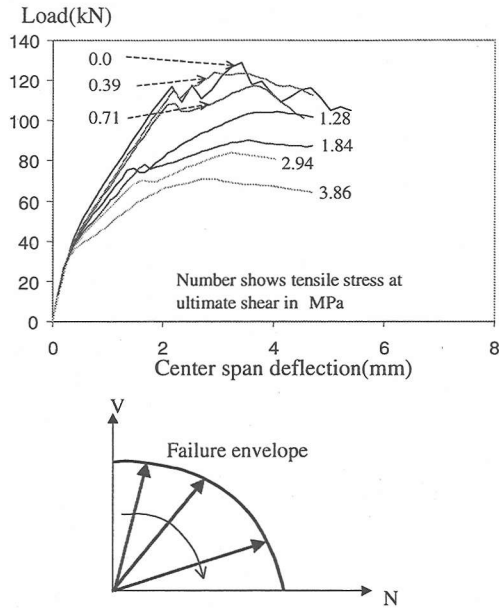 Load(kN)
140
120
100
80
60
40
20
0
0.0
0.39
0.71
1.28
1.84
2.94
3.86
Number shows tensile stress at
ultimate shear in MPa
0
2
4
6
8
Center span deflection(mm)
V
Failure envelope
N